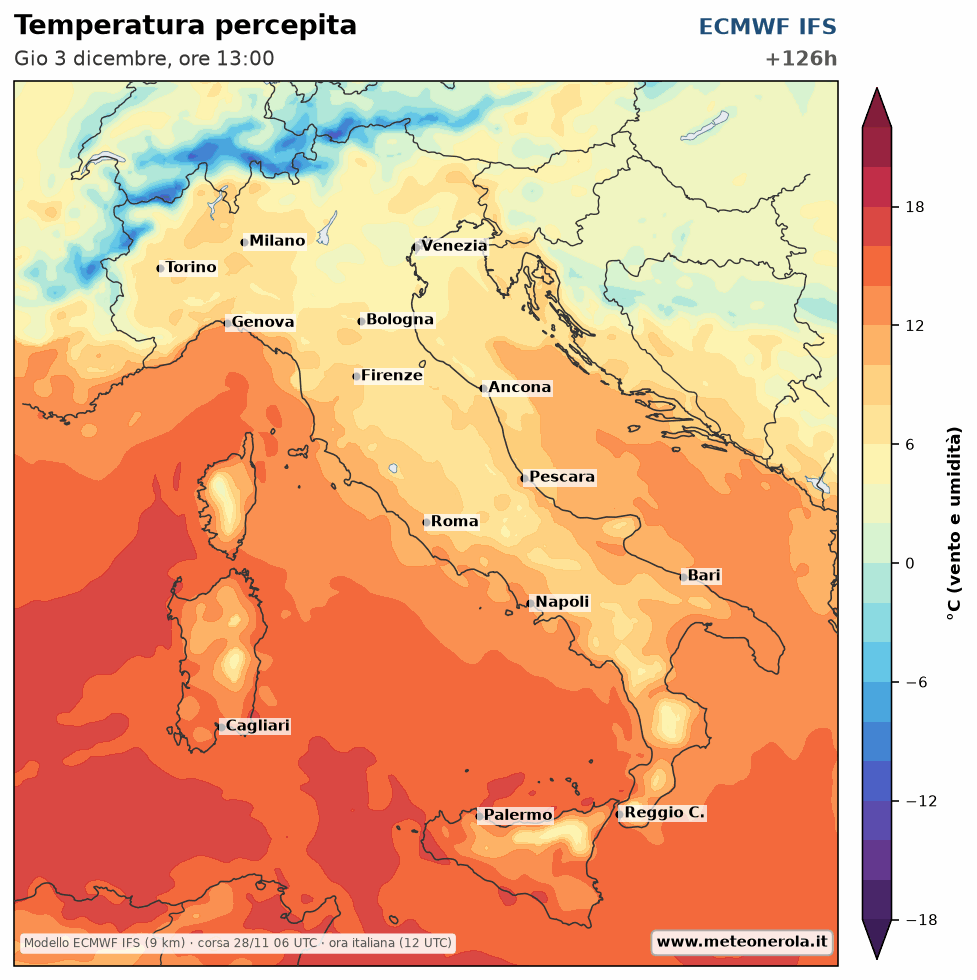 Temperatura percepita
ECMWF IFS
Gio 3 dicembre, ore 13:00
+126h
Milano
Venezia
Torino
Genova
Bologna
Firenze
Ancona
Pescara
Roma
Bari
Napoli
Cagliari
Palermo
Reggio C.
18
12
6
0
−6
−12
−18
°C (vento e umidità)
Modello ECMWF IFS (9 km) · corsa 28/11 06 UTC · ora italiana (12 UTC)
www.meteonerola.it